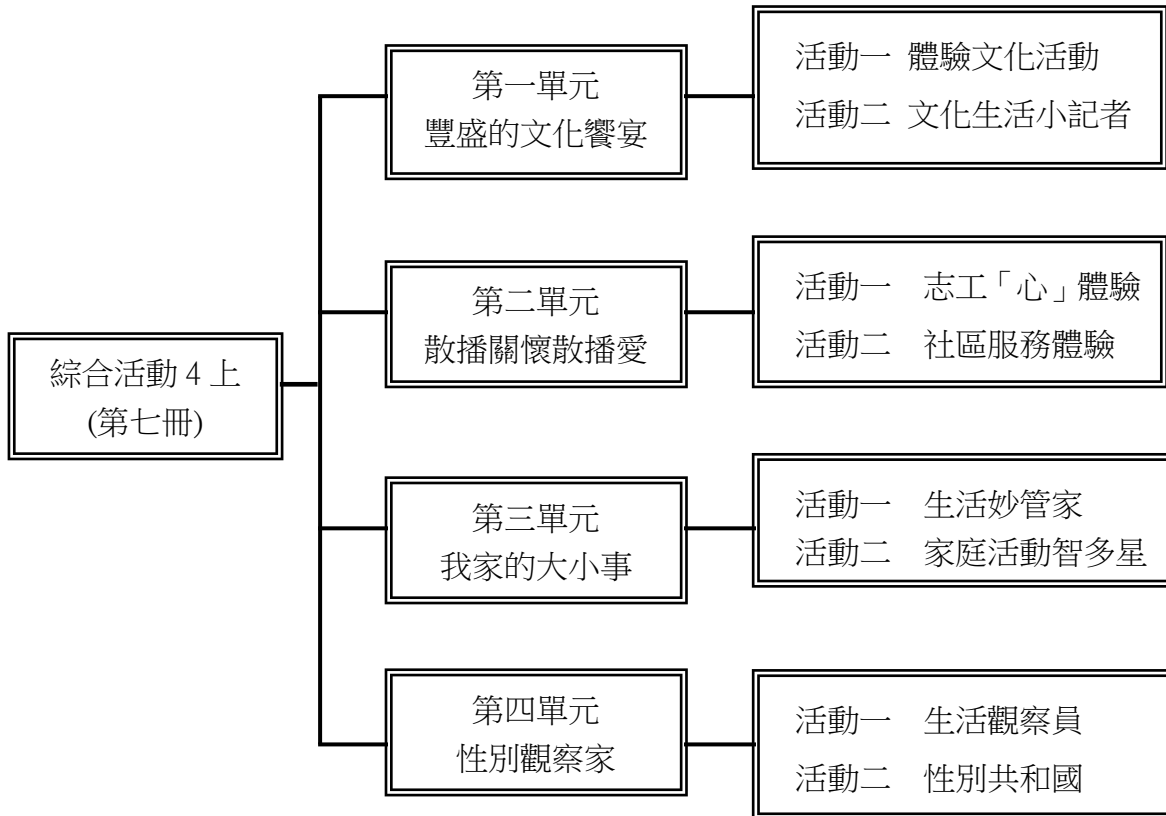 綜合活動 4 上
(第七冊)
第一單元
豐盛的文化饗宴
活動一 體驗文化活動
活動二 文化生活小記者
第二單元
散播關懷散播愛
活動一 志工「心」體驗
活動二 社區服務體驗
第三單元
我家的大小事
活動一 生活妙管家
活動二 家庭活動智多星
第四單元
性別觀察家
活動一 生活觀察員
活動二 性別共和國